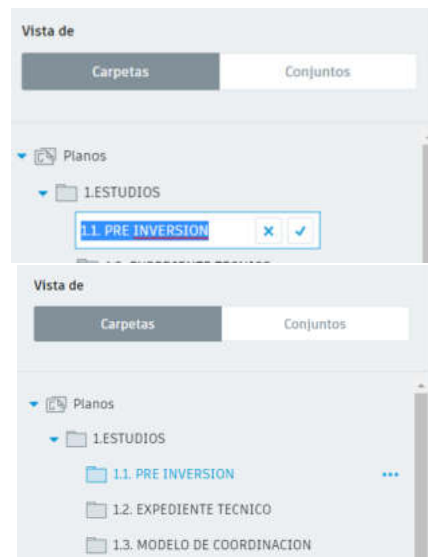 Vista de
Carpetas Conjuntos
Planos
1.ESTUDIOS
1.1. PRE INVERSION
Vista de
Carpetas Conjuntos
Planos
1.ESTUDIOS
1.1. PRE INVERSION
1.2. EXPEDIENTE TECNICO
1.3. MODELO DE COORDINACION